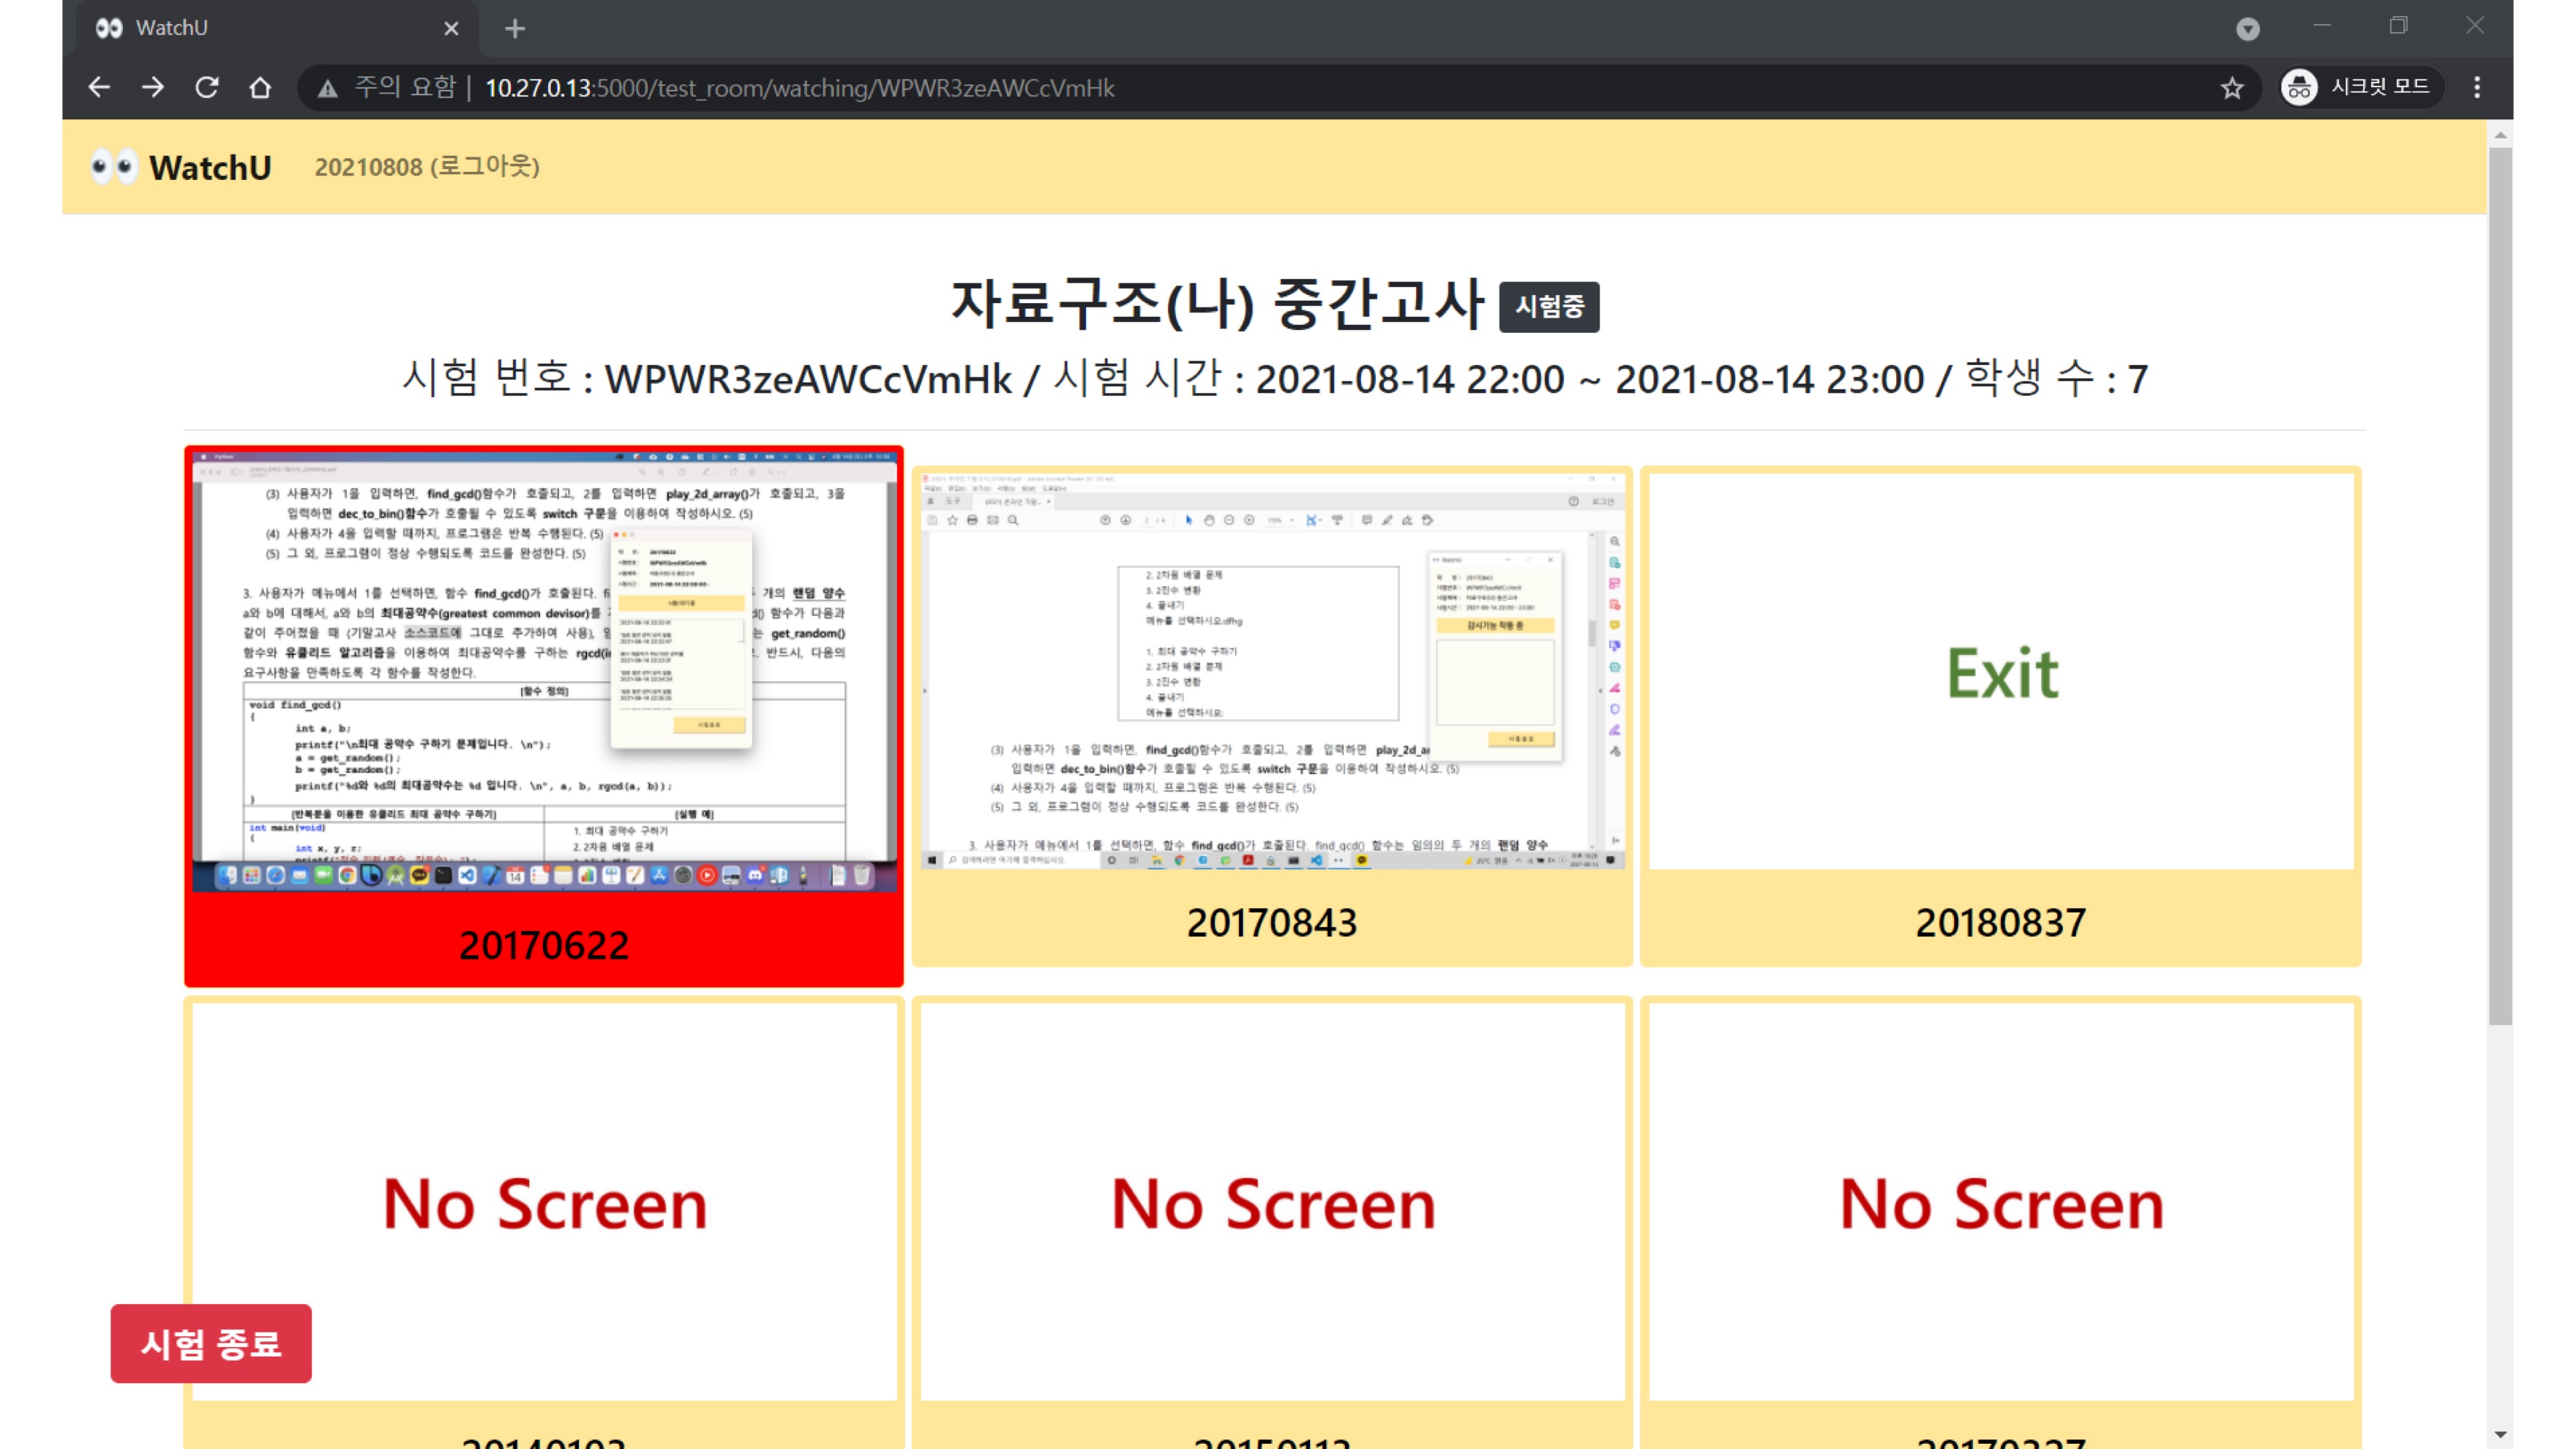 WatchU
주의 요함 | 10.27.0.13:5000/test_room/watching/WPWR3zeAWCcVmHk
시크릿 모드
WatchU 20210808 (로그아웃)
자료구조(나) 중간고사 시험중
시험 번호 : WPWR3zeAWCcVmHk / 시험 시간 : 2021-08-14 22:00 ~ 2021-08-14 23:00 / 학생 수 : 7
Python
(3) 사용자가 1을 입력하면, find_gcd()함수가 호출되고, 2를 입력하면 play_2d_array()가 호출되고, 3을
입력하면 dec_to_bin()함수가 호출될 수 있도록 switch 구문을 이용하여 작성하시오. (5)
(4) 사용자가 4을 입력할 때까지, 프로그램은 반복 수행된다. (5)
(5) 그 외, 프로그램이 정상 수행되도록 코드를 완성한다. (5)
20170622
3. 사용자가 메뉴에서 1를 선택하면, 함수 find_gcd()가 호출된다. 개의 랜덤 양수
a와 b에 대해서, a와 b의 최대공약수(greatest common devisor)를 함수가 다음과
같이 주어졌을 때 (기말고사 소스코드에 그대로 추가하여 사용), 는 get_random()
함수와 유클리드 알고리즘을 이용하여 최대공약수를 구하는 반드시, 다음의
요구사항을 만족하도록 각 함수를 작성한다.
[함수 정의]
void find_gcd()
{
int a, b;
printf("\n최대 공약수 구하기 문제입니다. \n");
a = get_random();
b = get_random();
printf("%d와 %d의 최대공약수는 %d 입니다. \n", a, b, rgcd(a, b));
}
[반복문을 이용한 유클리드 최대 공약수 구하기] [실행 예]
int main(void)
{
int x, y, r;
1. 최대 공약수 구하기
2. 2차원 배열 문제
14
20170622
2. 2차원 배열 문제
3. 2진수 변환
4. 끝내기
메뉴를 선택하시오:dfhg
1. 최대 공약수 구하기
2. 2차원 배열 문제
3. 2진수 변환
4. 끝내기
메뉴를 선택하시오:
감시기능 작동 중
(3) 사용자가 1을 입력하면, find_gcd()함수가 호출되고, 2를 입력하면
입력하면 dec_to_bin()함수가 호출될 수 있도록 switch 구문을 이용하여 작성하시오. (5)
(4) 사용자가 4을 입력할 때까지, 프로그램은 반복 수행된다. (5)
(5) 그 외, 프로그램이 정상 수행되도록 코드를 완성한다. (5)
3. 사용자가 메뉴에서 1를 선택하면, 함수 find_gcd()가 호출된다. find_gcd() 함수는 임의의 두 개의 랜덤 양수
20170843
Exit
20180837
No Screen
No Screen
No Screen
시험 종료